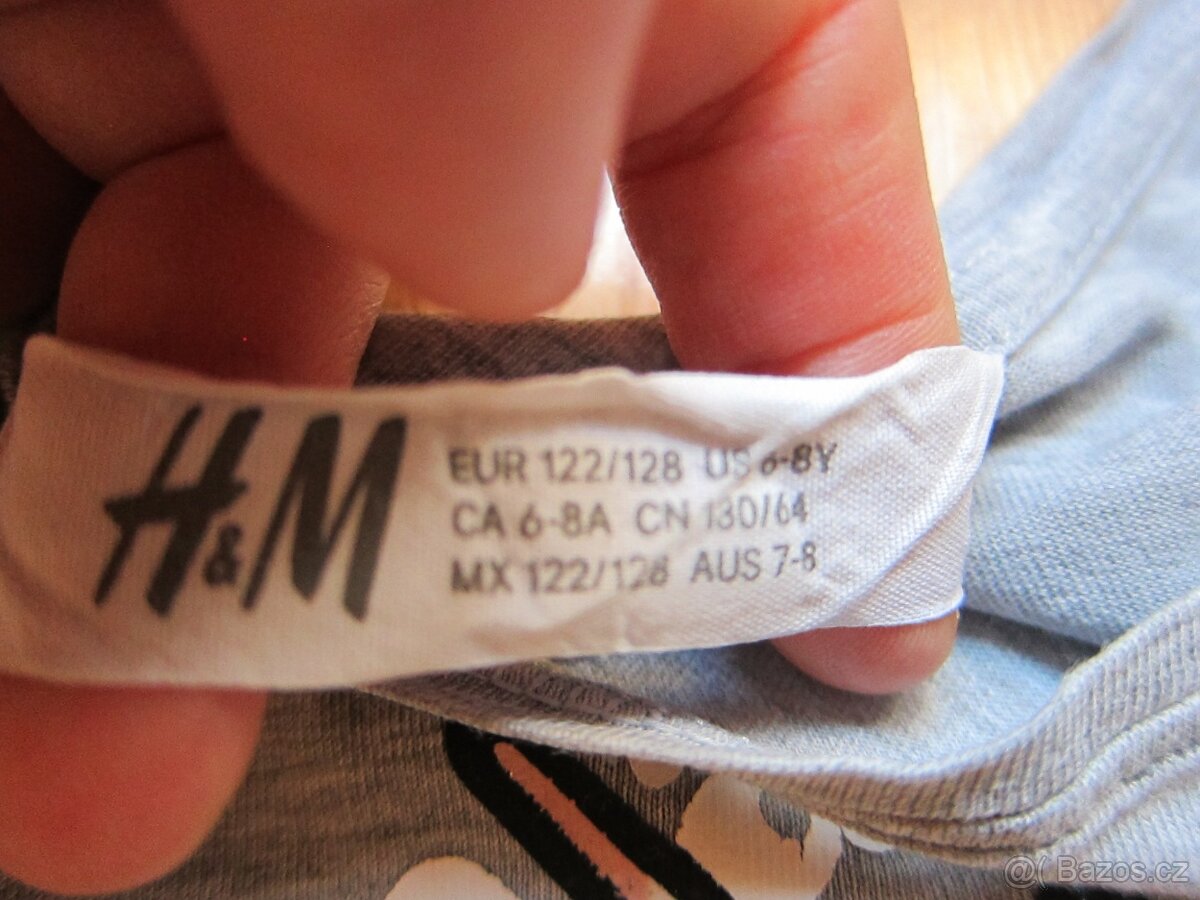 H&M
EUR 122/128 US 6-8Y
CA 6-8A CN 130/64
MX 122/128 AUS 7-8
Bazos.cz